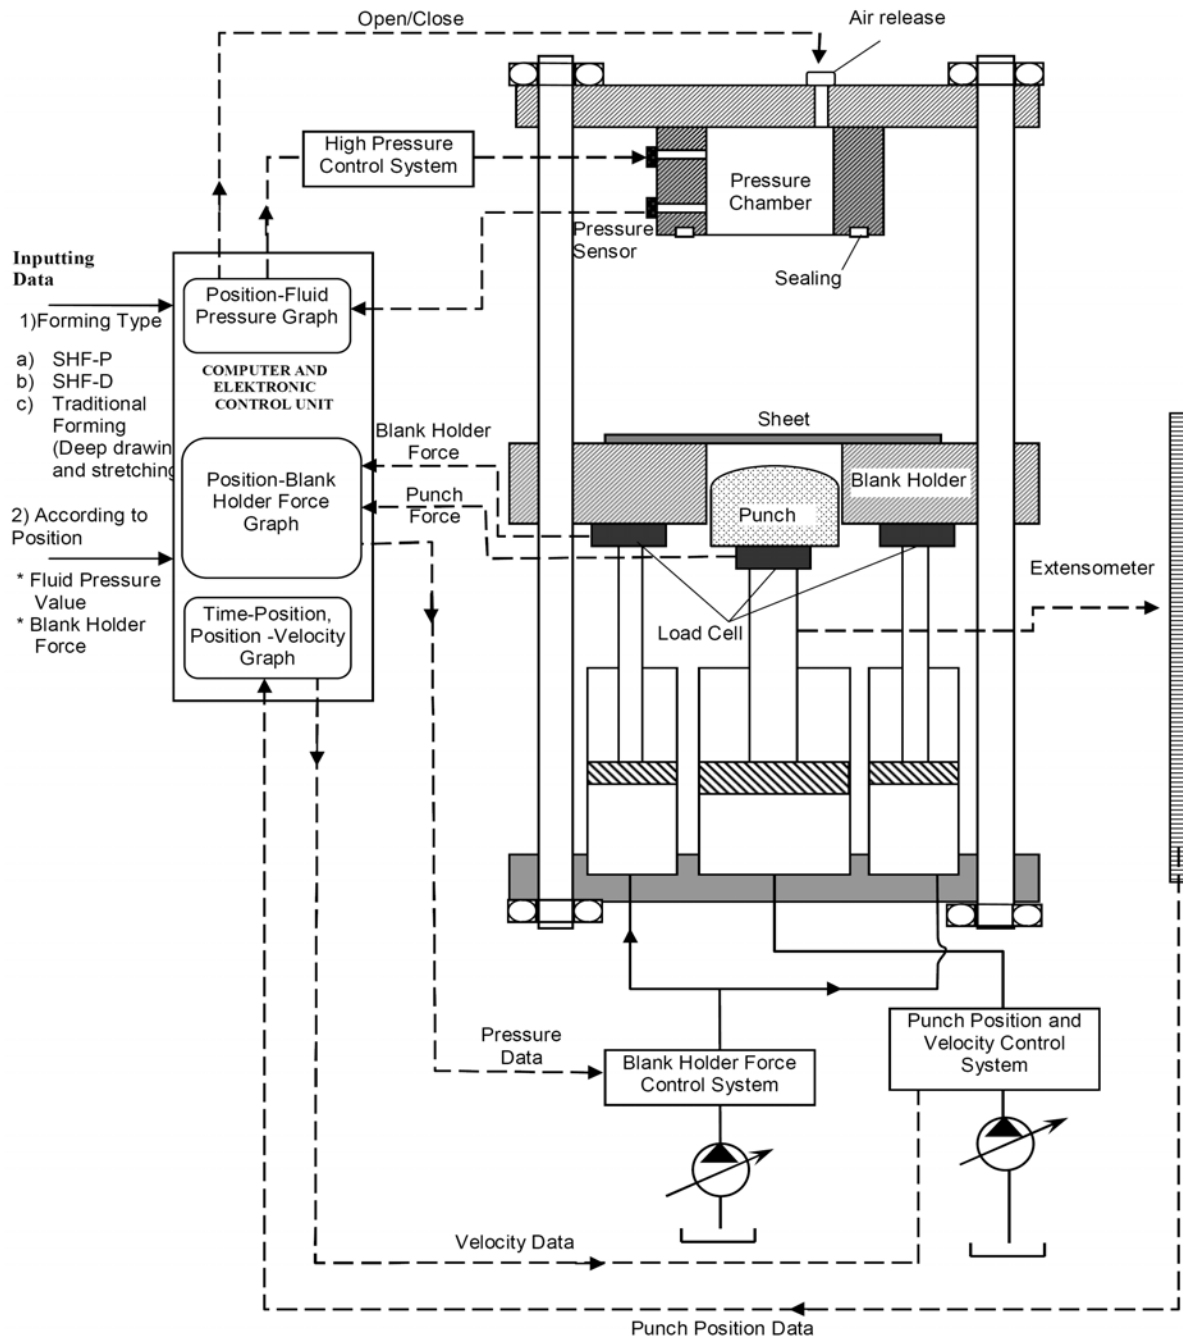 Open/Close
Air release
High Pressure
Control System
Pressure
Chamber
Pressure
Sensor
Sealing
Inputting
Data
1)Forming Type
a) SHF-P
b) SHF-D
c) Traditional
Forming
(Deep drawing
and stretching
2) According to
Position
* Fluid Pressure
Value
* Blank Holder
Force
Position-Fluid
Pressure Graph
COMPUTER AND
ELEKTRONIC
CONTROL UNIT
Position-Blank
Holder Force
Graph
Time-Position,
Position -Velocity
Graph
Blank Holder
Force
Punch
Force
Sheet
Blank Holder
Punch
Load Cell
Extensometer
Pressure
Data
Blank Holder Force
Control System
Punch Position and
Velocity Control
System
Velocity Data
Punch Position Data